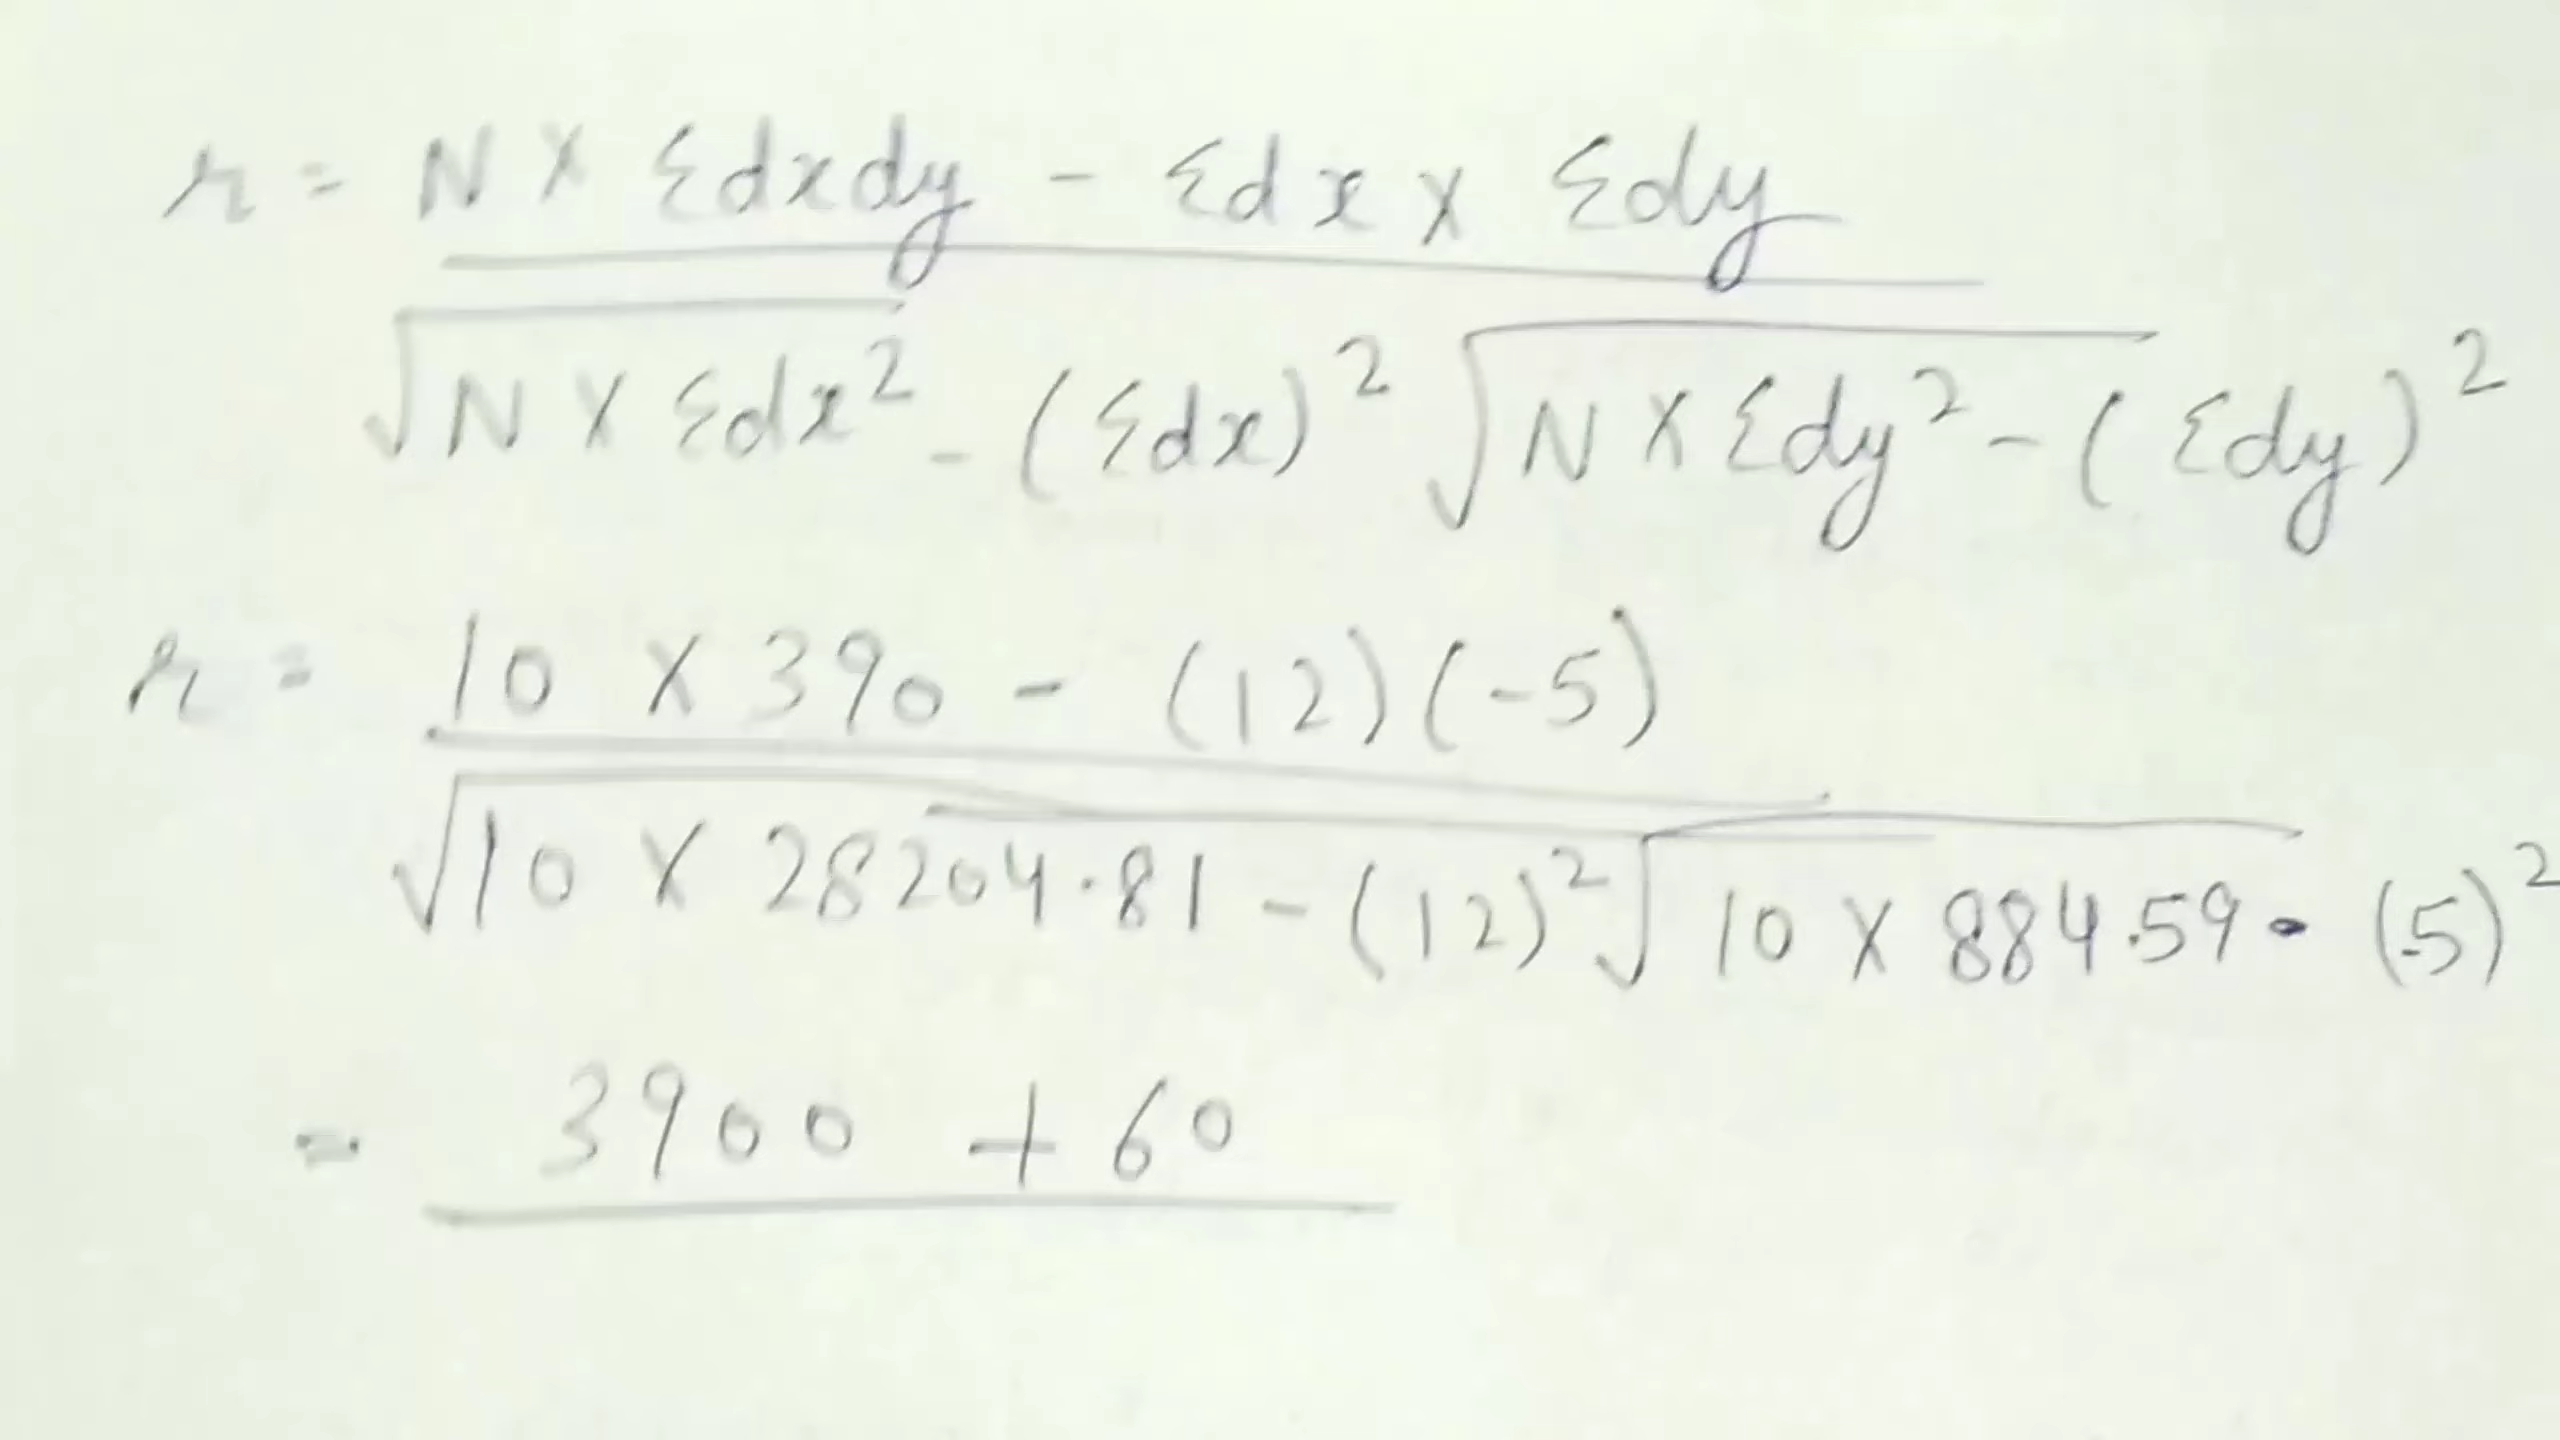 r = N X Σdxdy - Σdx x Σdy
√N X Σdx² - (Σdx)² √N X Σdy² - (Σdy)²
r = 10 X 390 - (12)(-5)
√10 X 28204.81 - (12)² √10 X 884.59 - (-5)²
= 3900 + 60